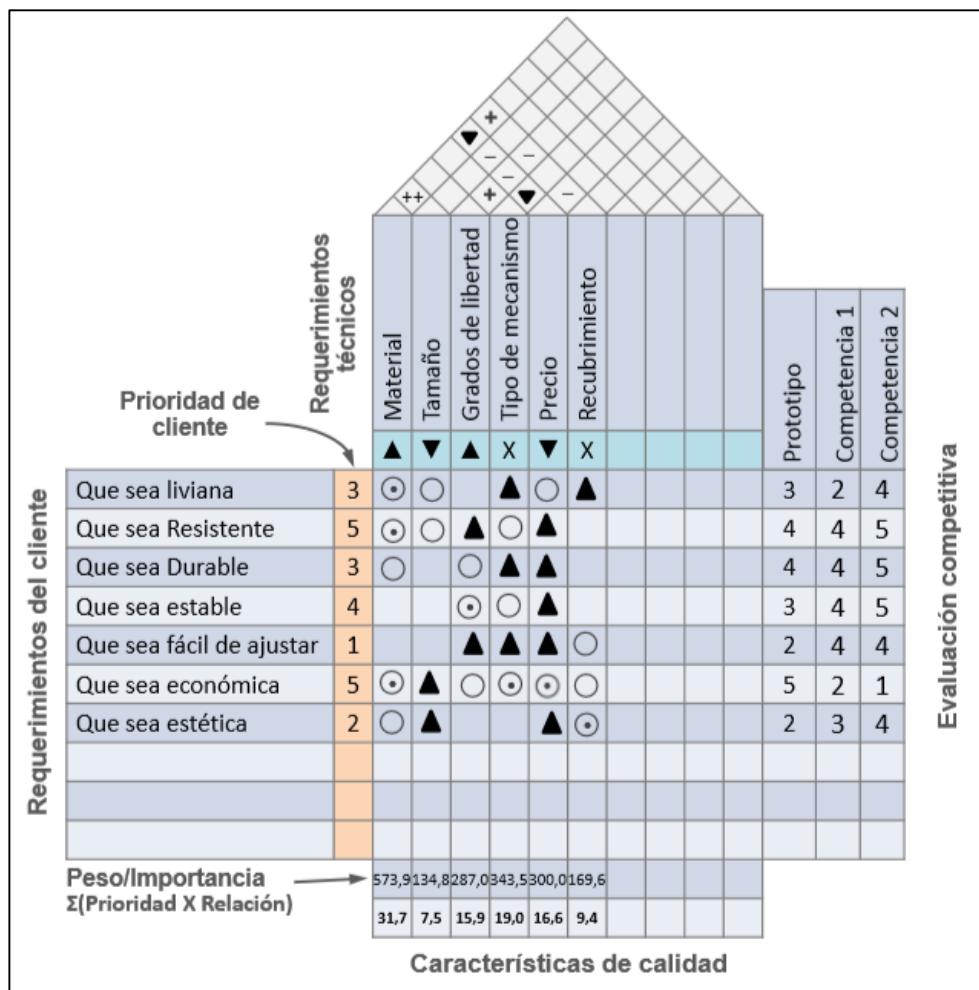 +
–
–
–
++
+
–
Requerimientos
técnicos
Material
Tamaño
Grados de libertad
Tipo de mecanismo
Precio
Recubrimiento
Prototipo
Competencia 1
Competencia 2
Prioridad de
cliente
X X
Requerimientos del cliente
Que sea liviana 3 3 2 4
Que sea Resistente 5 4 4 5
Que sea Durable 3 4 4 5
Que sea estable 4 3 4 5
Que sea fácil de ajustar 1 2 4 4
Que sea económica 5 5 2 1
Que sea estética 2 2 3 4
Evaluación competitiva
Peso/Importancia 573,9 134,8 287,0 343,5 300,0 169,6
Σ(Prioridad X Relación)
31,7 7,5 15,9 19,0 16,6 9,4
Características de calidad